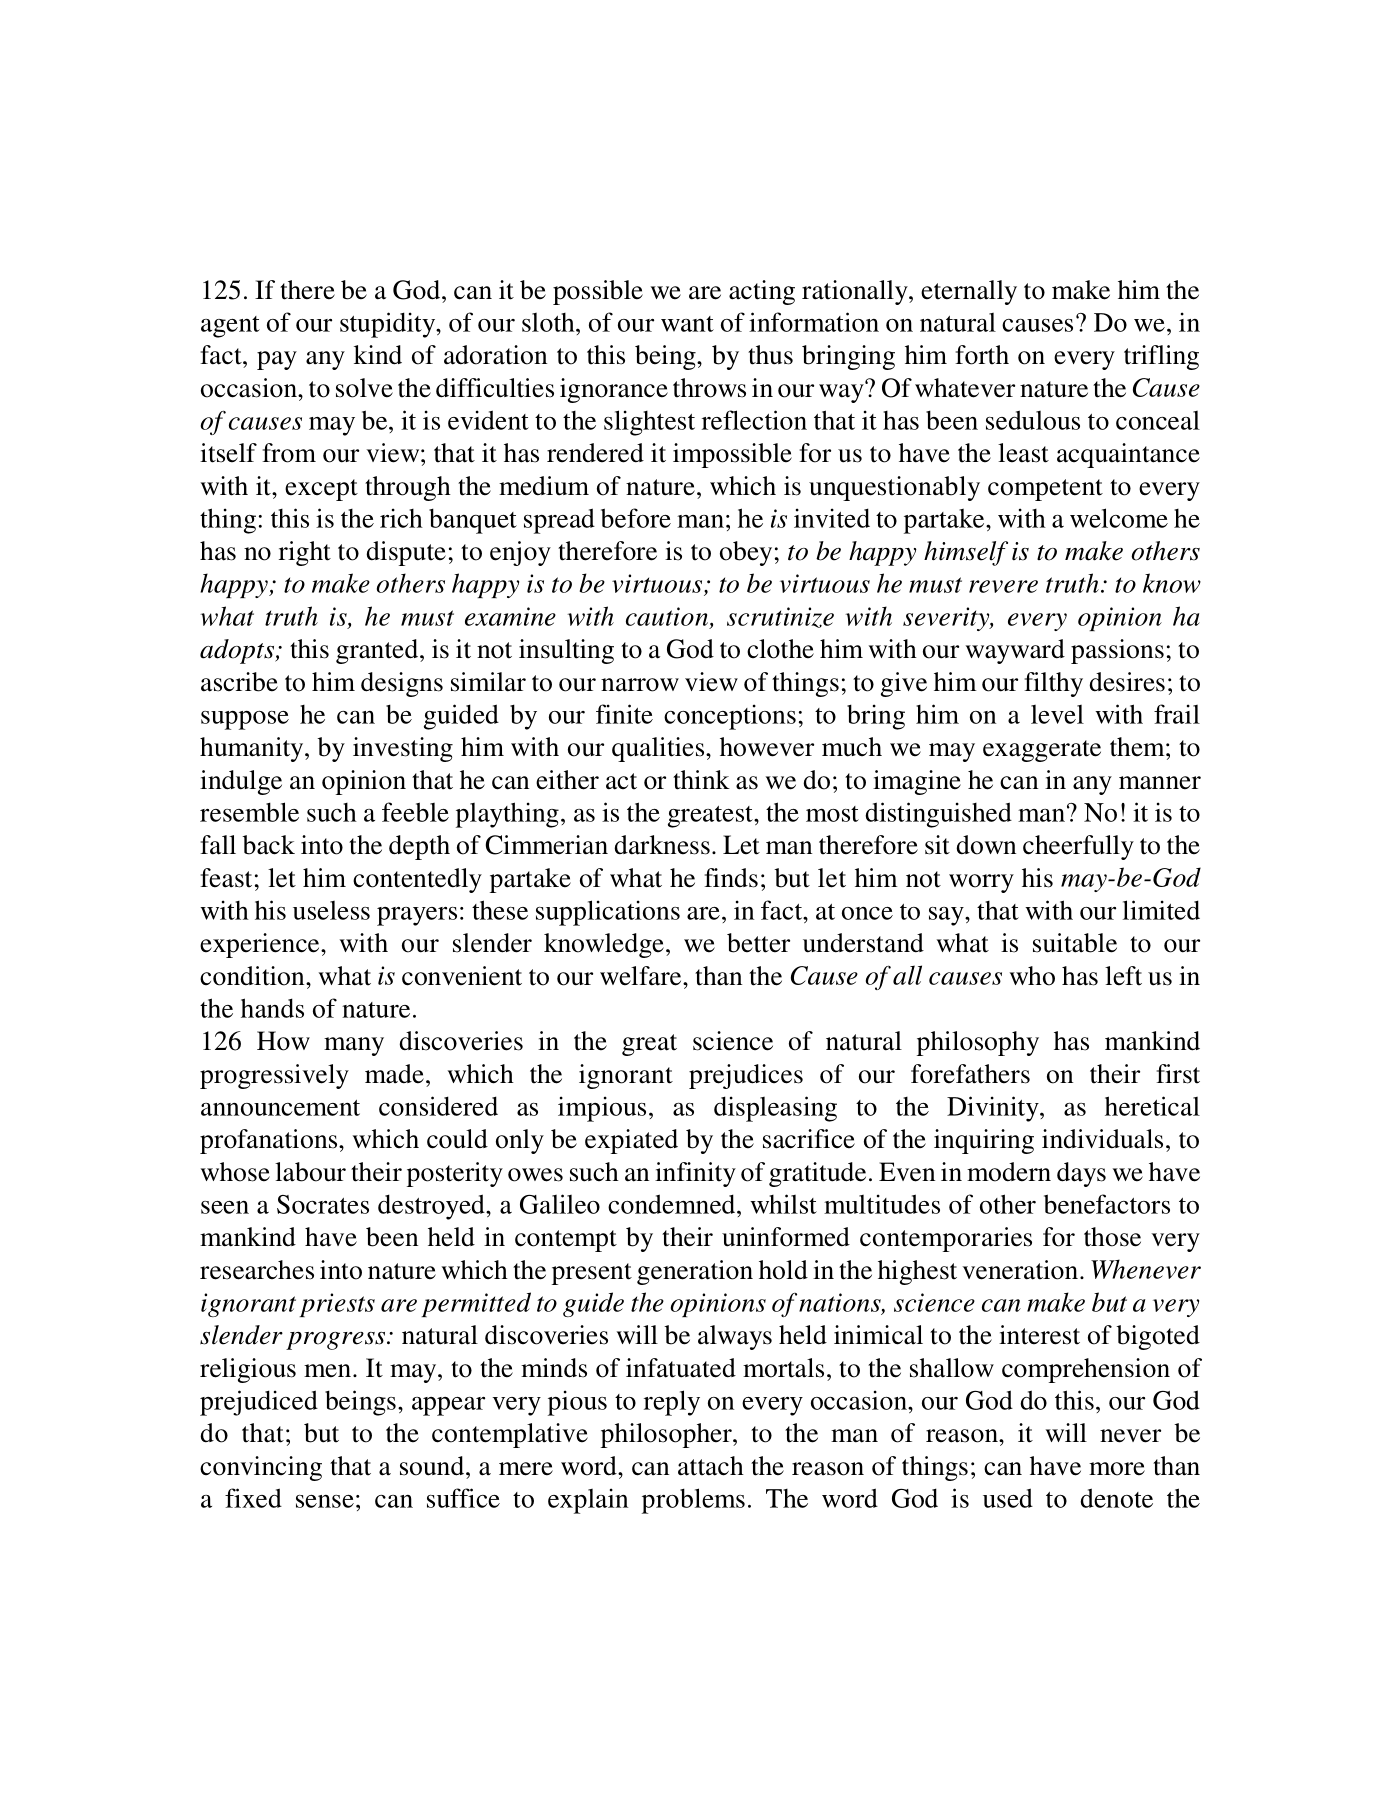 125. If there be a God, can it be possible we are acting rationally, eternally to make him the
agent of our stupidity, of our sloth, of our want of information on natural causes? Do we, in
fact, pay any kind of adoration to this being, by thus bringing him forth on every trifling
occasion, to solve the difficulties ignorance throws in our way? Of whatever nature the Cause
of causes may be, it is evident to the slightest reflection that it has been sedulous to conceal
itself from our view; that it has rendered it impossible for us to have the least acquaintance
with it, except through the medium of nature, which is unquestionably competent to every
thing: this is the rich banquet spread before man; he is invited to partake, with a welcome he
has no right to dispute; to enjoy therefore is to obey; to be happy himself is to make others
happy; to make others happy is to be virtuous; to be virtuous he must revere truth: to know
what truth is, he must examine with caution, scrutinize with severity, every opinion ha
adopts; this granted, is it not insulting to a God to clothe him with our wayward passions; to
ascribe to him designs similar to our narrow view of things; to give him our filthy desires; to
suppose he can be guided by our finite conceptions; to bring him on a level with frail
humanity, by investing him with our qualities, however much we may exaggerate them; to
indulge an opinion that he can either act or think as we do; to imagine he can in any manner
resemble such a feeble plaything, as is the greatest, the most distinguished man? No! it is to
fall back into the depth of Cimmerian darkness. Let man therefore sit down cheerfully to the
feast; let him contentedly partake of what he finds; but let him not worry his may-be-God
with his useless prayers: these supplications are, in fact, at once to say, that with our limited
experience, with our slender knowledge, we better understand what is suitable to our
condition, what is convenient to our welfare, than the Cause of all causes who has left us in
the hands of nature.
126 How many discoveries in the great science of natural philosophy has mankind
progressively made, which the ignorant prejudices of our forefathers on their first
announcement considered as impious, as displeasing to the Divinity, as heretical
profanations, which could only be expiated by the sacrifice of the inquiring individuals, to
whose labour their posterity owes such an infinity of gratitude. Even in modern days we have
seen a Socrates destroyed, a Galileo condemned, whilst multitudes of other benefactors to
mankind have been held in contempt by their uninformed contemporaries for those very
researches into nature which the present generation hold in the highest veneration. Whenever
ignorant priests are permitted to guide the opinions of nations, science can make but a very
slender progress: natural discoveries will be always held inimical to the interest of bigoted
religious men. It may, to the minds of infatuated mortals, to the shallow comprehension of
prejudiced beings, appear very pious to reply on every occasion, our God do this, our God
do that; but to the contemplative philosopher, to the man of reason, it will never be
convincing that a sound, a mere word, can attach the reason of things; can have more than
a fixed sense; can suffice to explain problems. The word God is used to denote the